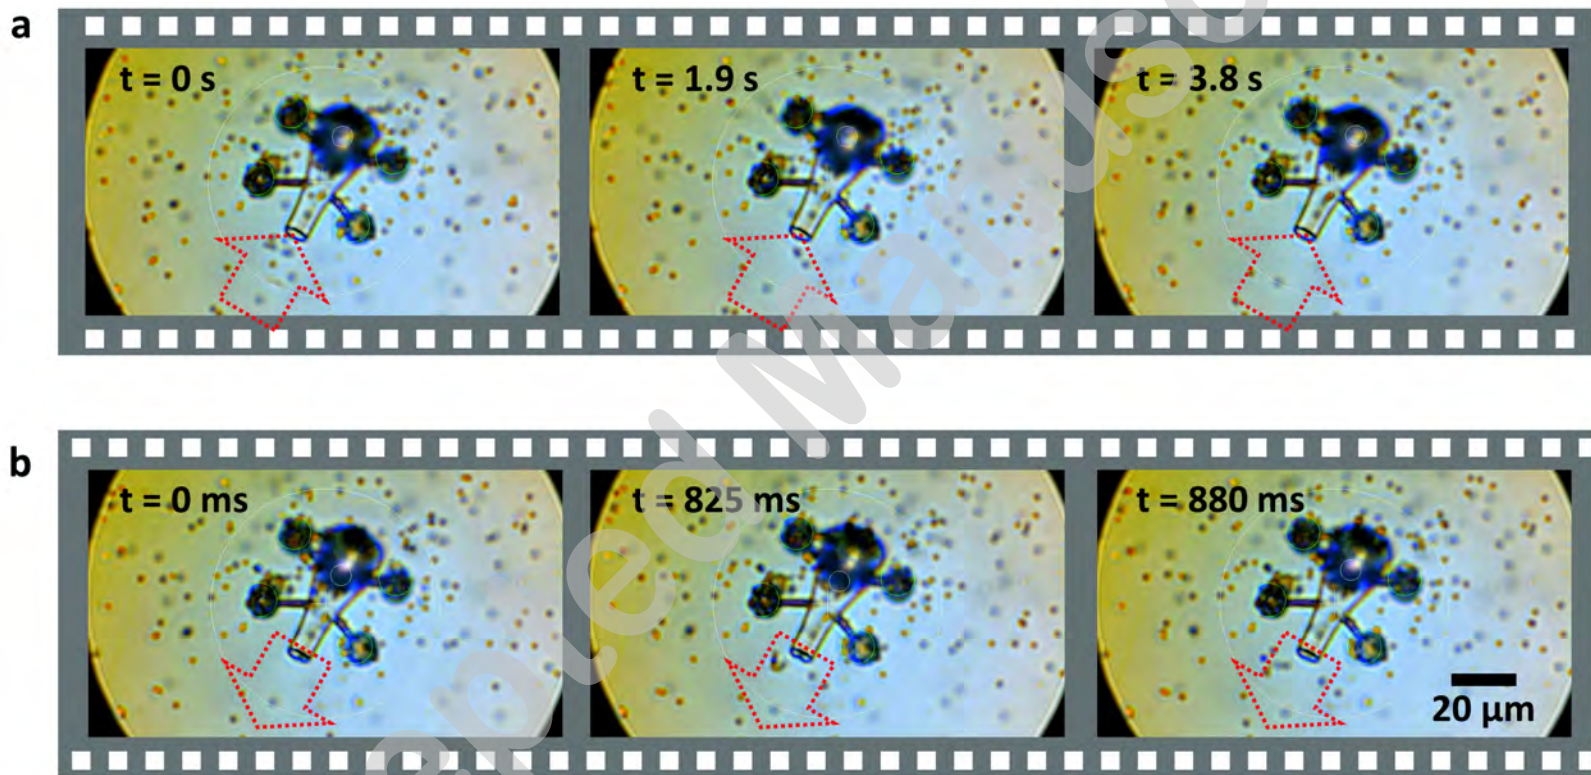 a
t = 0 s
t = 1.9 s
t = 3.8 s
b
t = 0 ms
t = 825 ms
t = 880 ms
20 µm